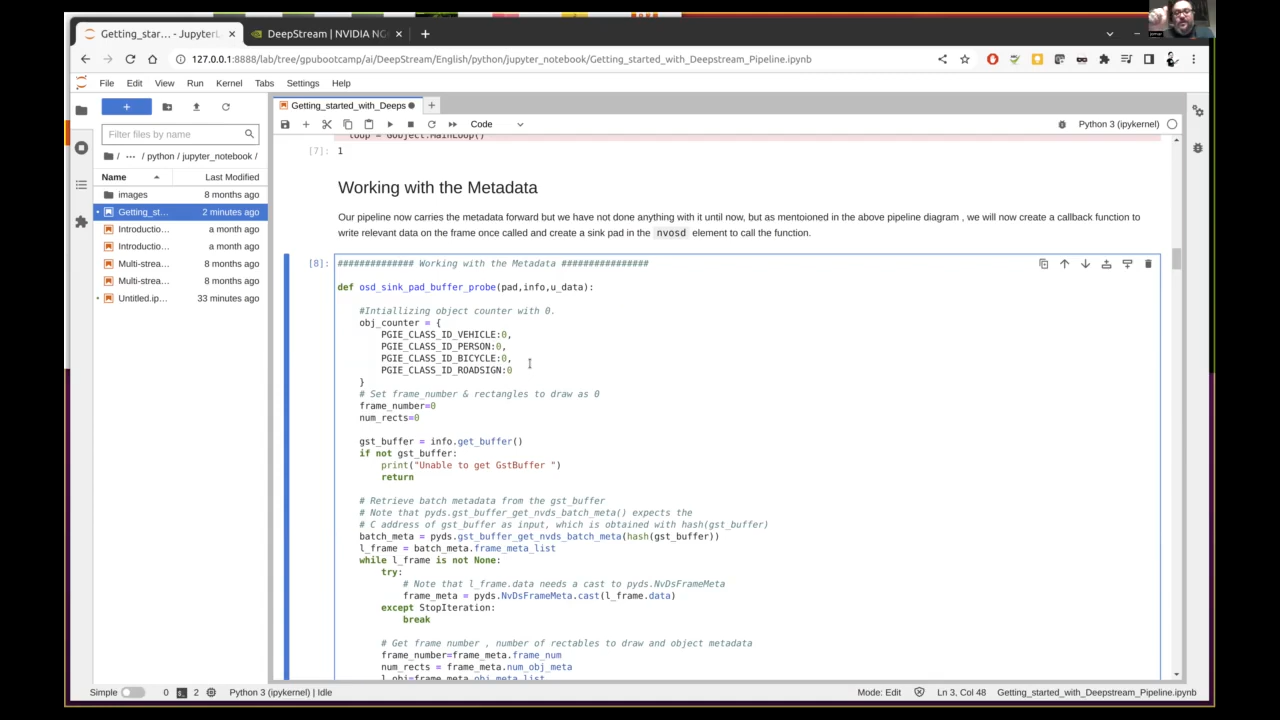 Getting_star... - JupyterL
DeepStream | NVIDIA NG
127.0.0.1:8888/lab/tree/gpubootcamp/ai/DeepStream/English/python/jupyter_notebook/Getting_started_with_Deepstream_Pipeline.ipynb
File Edit View Run Kernel Tabs Settings Help
Getting_started_with_Deeps
Code
Python 3 (ipykernel)
Filter files by name
/ ... / python / jupyter_notebook /
Name Last Modified
images 8 months ago
Getting_st... 2 minutes ago
Introductio... a month ago
Introductio... a month ago
Multi-strea... 8 months ago
Multi-strea... 8 months ago
Untitled.ip... 33 minutes ago
loop = GObject.MainLoop()
[7]: 1
Working with the Metadata
Our pipeline now carries the metadata forward but we have not done anything with it until now, but as mentoioned in the above pipeline diagram , we will now create a callback function to
write relevant data on the frame once called and create a sink pad in the nvosd element to call the function.
[8]: ############## Working with the Metadata ################
def osd_sink_pad_buffer_probe(pad,info,u_data):
#Intiallizing object counter with 0.
obj_counter = {
PGIE_CLASS_ID_VEHICLE:0,
PGIE_CLASS_ID_PERSON:0,
PGIE_CLASS_ID_BICYCLE:0,
PGIE_CLASS_ID_ROADSIGN:0
}
# Set frame_number & rectangles to draw as 0
frame_number=0
num_rects=0
gst_buffer = info.get_buffer()
if not gst_buffer:
print("Unable to get GstBuffer ")
return
# Retrieve batch metadata from the gst_buffer
# Note that pyds.gst_buffer_get_nvds_batch_meta() expects the
# C address of gst_buffer as input, which is obtained with hash(gst_buffer)
batch_meta = pyds.gst_buffer_get_nvds_batch_meta(hash(gst_buffer))
l_frame = batch_meta.frame_meta_list
while l_frame is not None:
try:
# Note that l_frame.data needs a cast to pyds.NvDsFrameMeta
frame_meta = pyds.NvDsFrameMeta.cast(l_frame.data)
except StopIteration:
break
# Get frame number , number of rectables to draw and object metadata
frame_number=frame_meta.frame_num
num_rects = frame_meta.num_obj_meta
l_obj=frame_meta.obj_meta_list
Simple 0 2 Python 3 (ipykernel) | Idle
Mode: Edit Ln 3, Col 48 Getting_started_with_Deepstream_Pipeline.ipynb